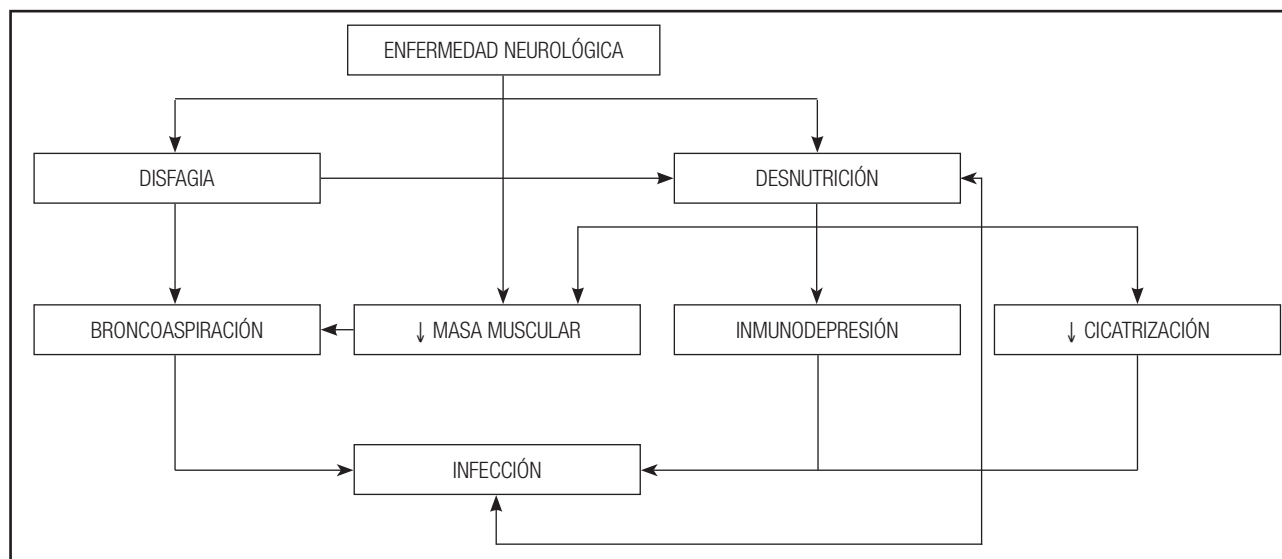 ENFERMEDAD NEUROLÓGICA
DISFAGIA
DESNUTRICIÓN
BRONCOASPIRACIÓN
↓ MASA MUSCULAR
INMUNODEPRESIÓN
↓ CICATRIZACIÓN
INFECCIÓN